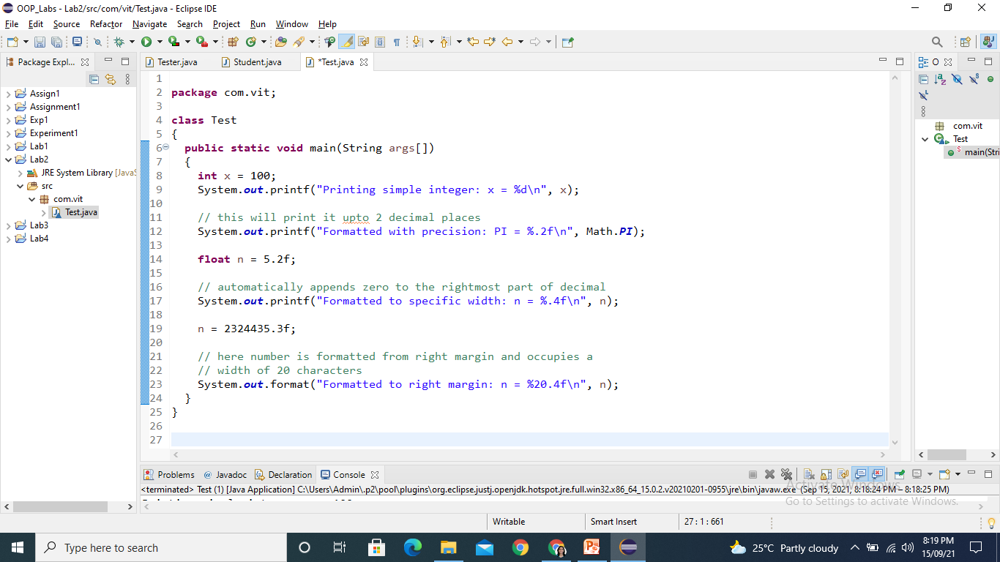 OOP_Labs - Lab2/src/com/vit/Test.java - Eclipse IDE
File Edit Source Refactor Navigate Search Project Run Window Help
Package Expl...
Assign1
Assignment1
Exp1
Experiment1
Lab1
Lab2
JRE System Library [JavaS
src
com.vit
Test.java
Lab3
Lab4
Tester.java Student.java *Test.java
1
2 package com.vit;
3
4 class Test
5 {
6 public static void main(String args[])
7 {
8 int x = 100;
9 System.out.printf("Printing simple integer: x = %d\n", x);
10
11 // this will print it upto 2 decimal places
12 System.out.printf("Formatted with precision: PI = %.2f\n", Math.PI);
13
14 float n = 5.2f;
15
16 // automatically appends zero to the rightmost part of decimal
17 System.out.printf("Formatted to specific width: n = %.4f\n", n);
18
19 n = 2324435.3f;
20
21 // here number is formatted from right margin and occupies a
22 // width of 20 characters
23 System.out.format("Formatted to right margin: n = %20.4f\n", n);
24 }
25 }
26
27
O
com.vit
Test
main(Stri
Problems @ Javadoc Declaration Console
<terminated> Test (1) [Java Application] C:\Users\Admin\.p2\pool\plugins\org.eclipse.justj.openjdk.hotspot.jre.full.win32.x86_64_15.0.2.v20210201-0955\jre\bin\javaw.exe (Sep 15, 2021, 8:18:24 PM – 8:18:25 PM)
Activate Windows
Go to Settings to activate Windows.
Writable Smart Insert 27 : 1 : 661
Type here to search
25°C Partly cloudy
8:19 PM
15/09/21